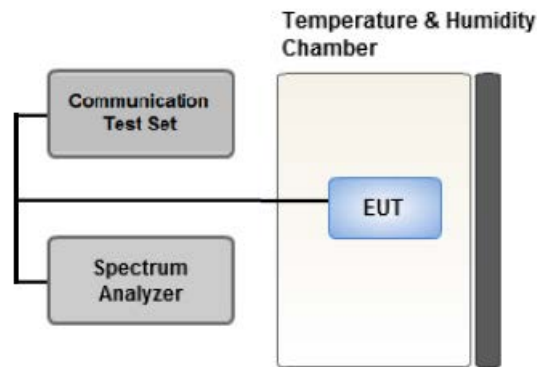 Temperature & Humidity
Chamber
Communication
Test Set
EUT
Spectrum
Analyzer